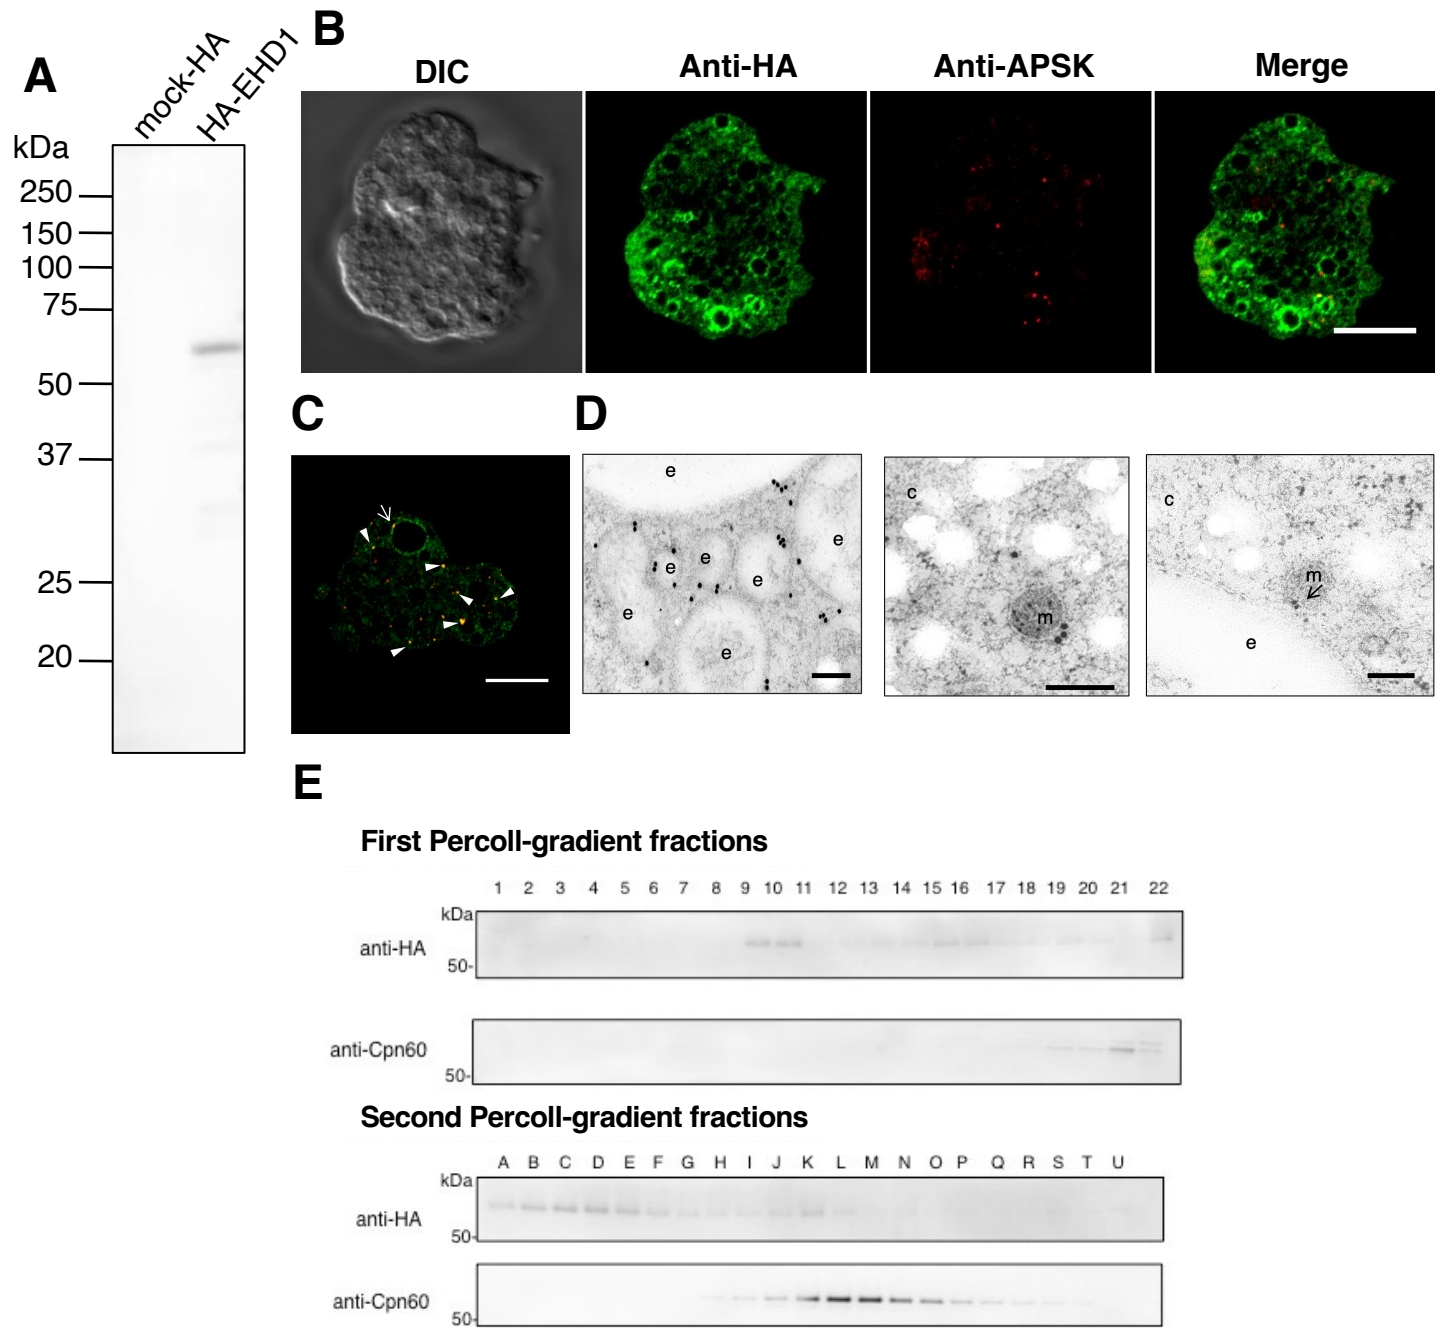 A
mock-HA
HA-EHD1
kDa
250
150
100
75
50
37
25
20
B
DIC
Anti-HA
Anti-APSK
Merge
C
D
e
e
e
e
e
e
e
c
m
c
m
e
E
First Percoll-gradient fractions
1 2 3 4 5 6 7 8 9 10 11 12 13 14 15 16 17 18 19 20 21 22
kDa
anti-HA
50-
anti-Cpn60
50-
Second Percoll-gradient fractions
A B C D E F G H I J K L M N O P Q R S T U
kDa
anti-HA
50-
anti-Cpn60
50-